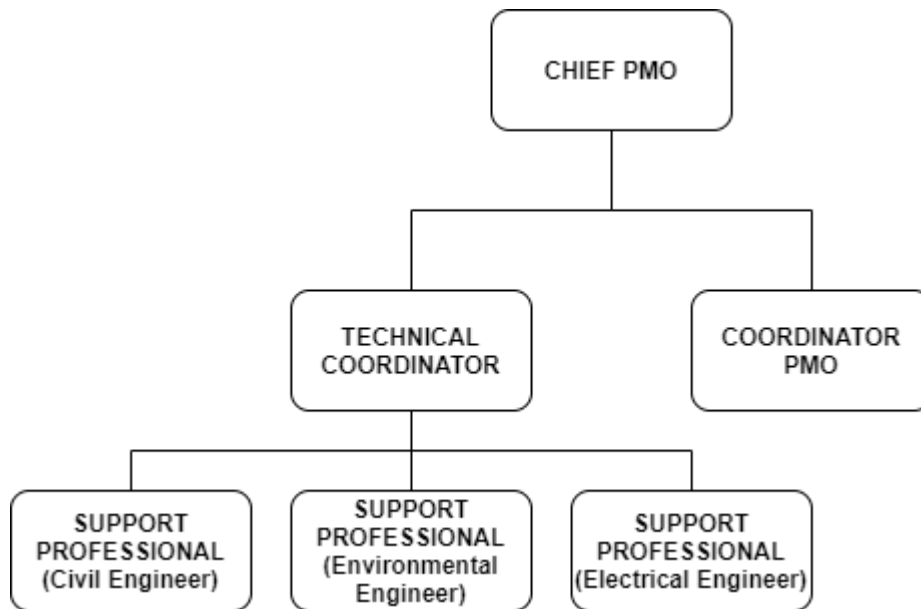 CHIEF PMO
TECHNICAL
COORDINATOR
COORDINATOR
PMO
SUPPORT
PROFESSIONAL
(Civil Engineer)
SUPPORT
PROFESSIONAL
(Environmental
Engineer)
SUPPORT
PROFESSIONAL
(Electrical Engineer)